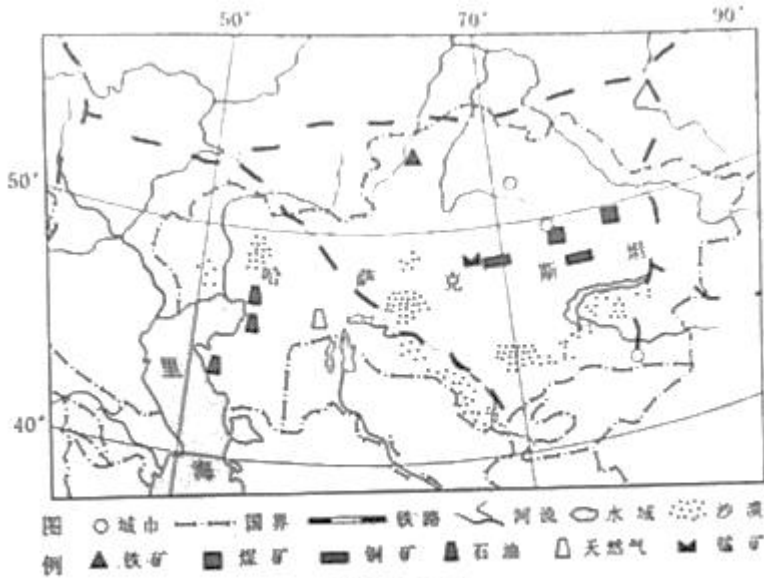 50° 70° 90°
50°
哈 萨 克 斯 坦
里
海
40°
图 城市 国界 铁路 河流 水域 沙漠
例 铁矿 煤矿 铜矿 石油 天然气 锰矿